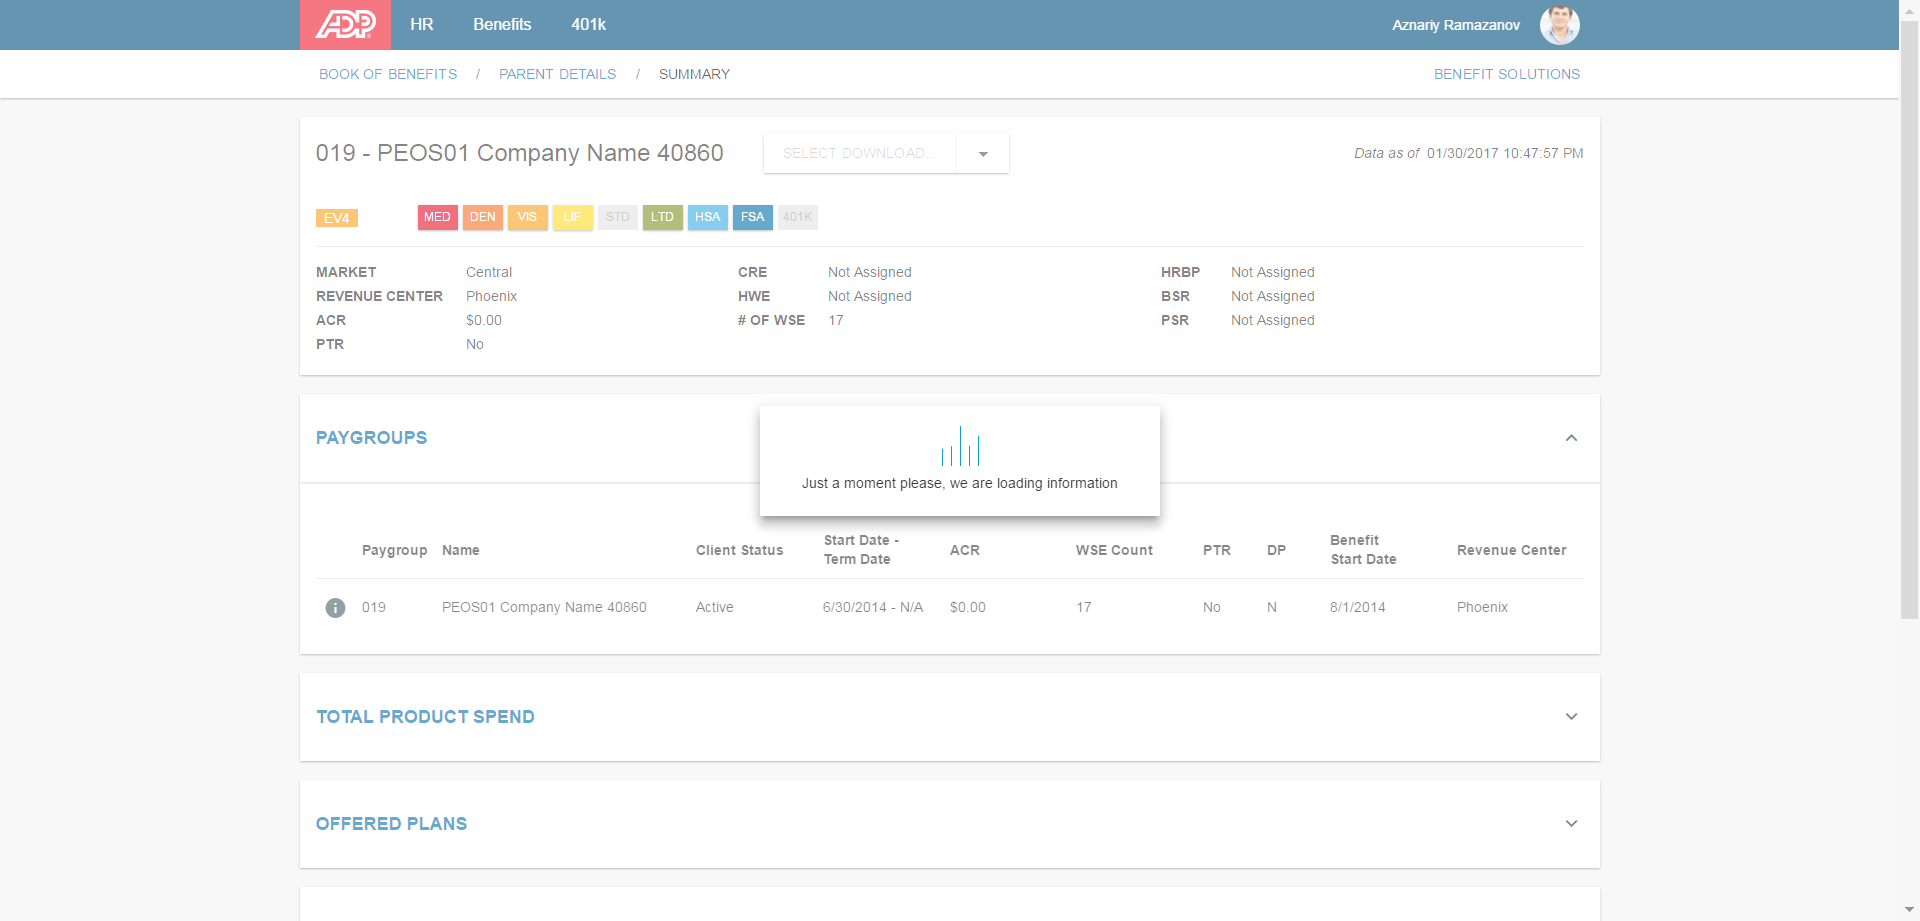 ADP HR Benefits 401k Aznariy Ramazanov
BOOK OF BENEFITS / PARENT DETAILS / SUMMARY BENEFIT SOLUTIONS
019 - PEOS01 Company Name 40860 SELECT DOWNLOAD... Data as of 01/30/2017 10:47:57 PM
EV4 MED DEN VIS LIF STD LTD HSA FSA 401K
MARKET Central CRE Not Assigned HRBP Not Assigned
REVENUE CENTER Phoenix HWE Not Assigned BSR Not Assigned
ACR $0.00 # OF WSE 17 PSR Not Assigned
PTR No
PAYGROUPS
Just a moment please, we are loading information
Paygroup Name Client Status Start Date - Term Date ACR WSE Count PTR DP Benefit Start Date Revenue Center
019 PEOS01 Company Name 40860 Active 6/30/2014 - N/A $0.00 17 No N 8/1/2014 Phoenix
TOTAL PRODUCT SPEND
OFFERED PLANS